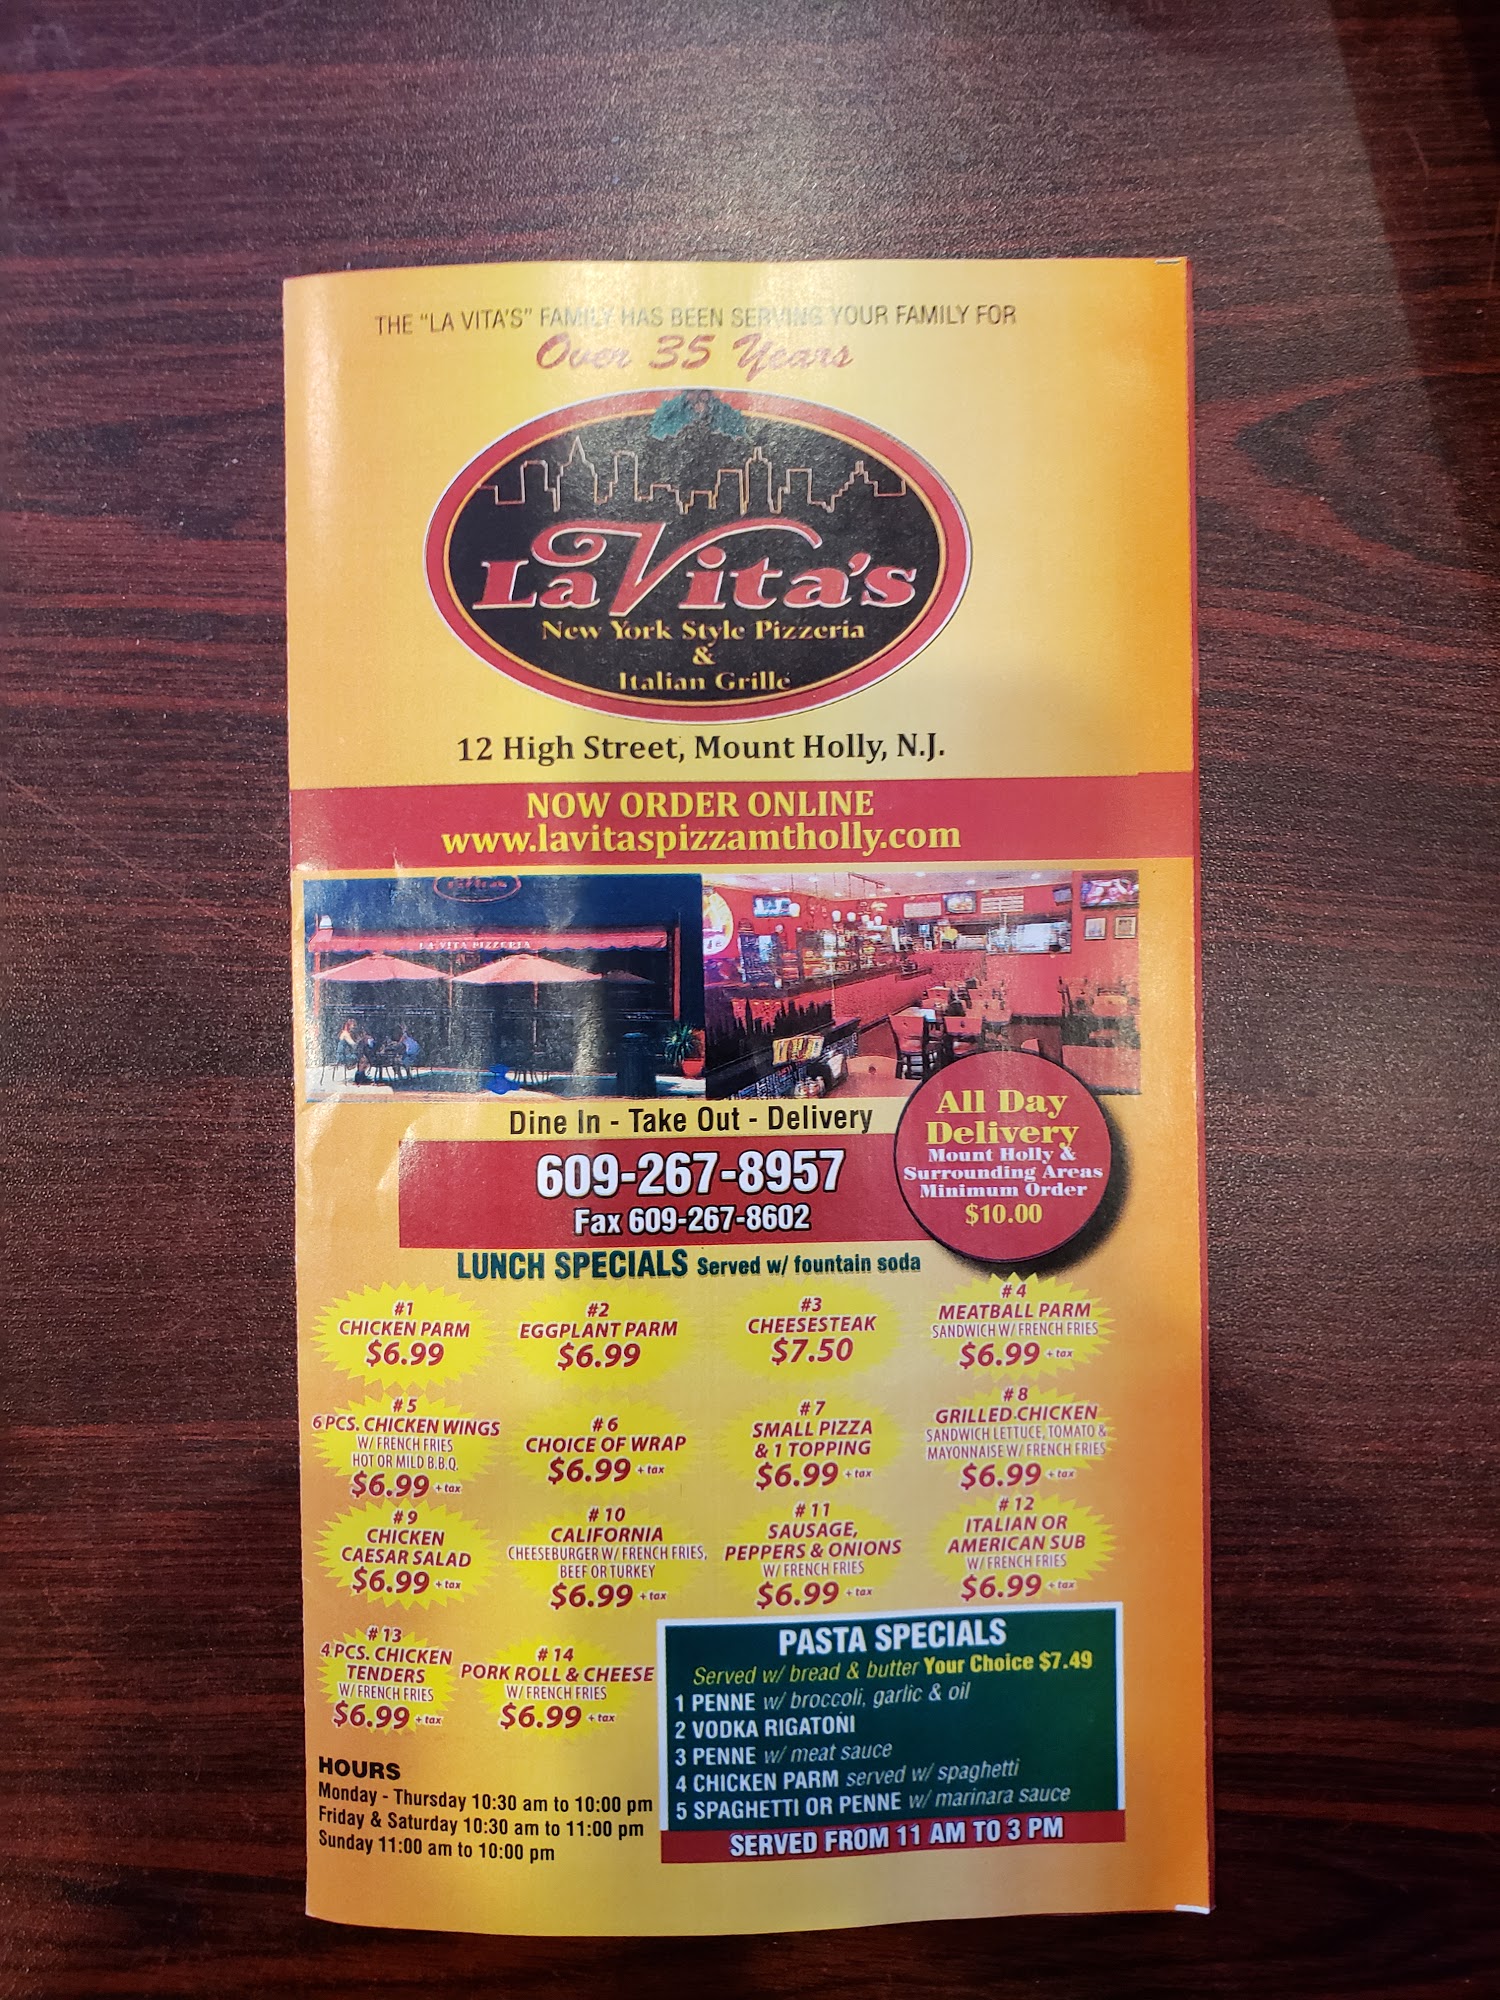 THE "LA VITA'S" FAMILY HAS BEEN SERVING YOUR FAMILY FOR
Over 35 Years
La Vita's
New York Style Pizzeria
&
Italian Grille
12 High Street, Mount Holly, N.J.
NOW ORDER ONLINE
www.lavitaspizzamtholly.com
LA VITA PIZZERIA
Dine In - Take Out - Delivery
609-267-8957
Fax 609-267-8602
All Day
Delivery
Mount Holly &
Surrounding Areas
Minimum Order
$10.00
LUNCH SPECIALS Served w/ fountain soda
#1
CHICKEN PARM
$6.99
#2
EGGPLANT PARM
$6.99
#3
CHEESESTEAK
$7.50
#4
MEATBALL PARM
SANDWICH W/ FRENCH FRIES
$6.99 + tax
#5
6 PCS. CHICKEN WINGS
W/ FRENCH FRIES
HOT OR MILD B.B.Q.
$6.99 + tax
#6
CHOICE OF WRAP
$6.99 + tax
#7
SMALL PIZZA
& 1 TOPPING
$6.99 + tax
#8
GRILLED CHICKEN
SANDWICH LETTUCE, TOMATO &
MAYONNAISE W/ FRENCH FRIES
$6.99 + tax
#9
CHICKEN
CAESAR SALAD
$6.99 + tax
#10
CALIFORNIA
CHEESEBURGER W/ FRENCH FRIES,
BEEF OR TURKEY
$6.99 + tax
#11
SAUSAGE,
PEPPERS & ONIONS
W/ FRENCH FRIES
$6.99 + tax
#12
ITALIAN OR
AMERICAN SUB
W/ FRENCH FRIES
$6.99 + tax
#13
4 PCS. CHICKEN
TENDERS
W/ FRENCH FRIES
$6.99 + tax
#14
PORK ROLL & CHEESE
W/ FRENCH FRIES
$6.99 + tax
PASTA SPECIALS
Served w/ bread & butter Your Choice $7.49
1 PENNE w/ broccoli, garlic & oil
2 VODKA RIGATONI
3 PENNE w/ meat sauce
4 CHICKEN PARM served w/ spaghetti
5 SPAGHETTI OR PENNE w/ marinara sauce
SERVED FROM 11 AM TO 3 PM
HOURS
Monday - Thursday 10:30 am to 10:00 pm
Friday & Saturday 10:30 am to 11:00 pm
Sunday 11:00 am to 10:00 pm